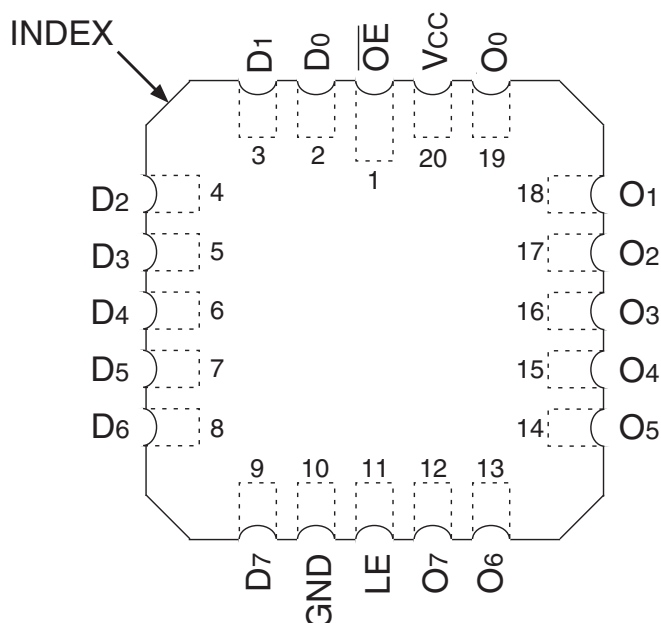 INDEX
D1 D0 OE VCC O0
3 2 1 20 19
D2 4 18 O1
D3 5 17 O2
D4 6 16 O3
D5 7 15 O4
D6 8 14 O5
9 10 11 12 13
D7 GND LE O7 O6